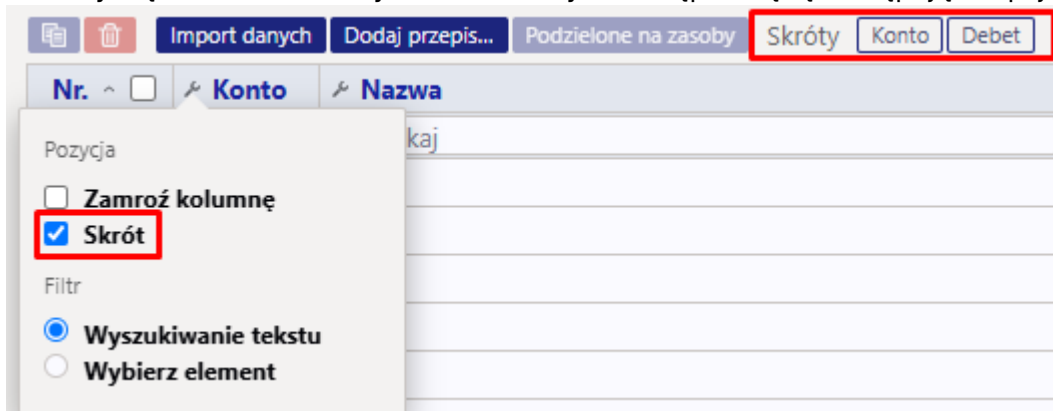 Import danych Dodaj przepis... Podzielone na zasoby Skróty Konto Debet
Nr. Konto Nazwa
kaj
Pozycja
Zamroź kolumnę
Skrót
Filtr
Wyszukiwanie tekstu
Wybierz element